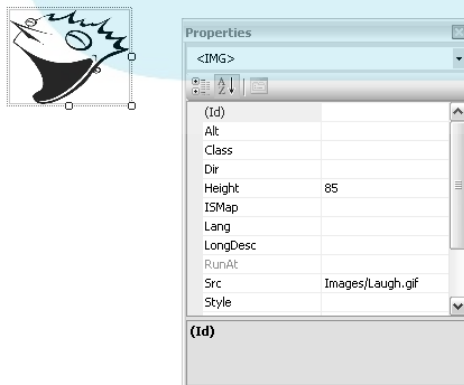 Properties
<IMG>
(Id)
Alt
Class
Dir
Height 85
ISMap
Lang
LongDesc
RunAt
Src Images/Laugh.gif
Style
(Id)